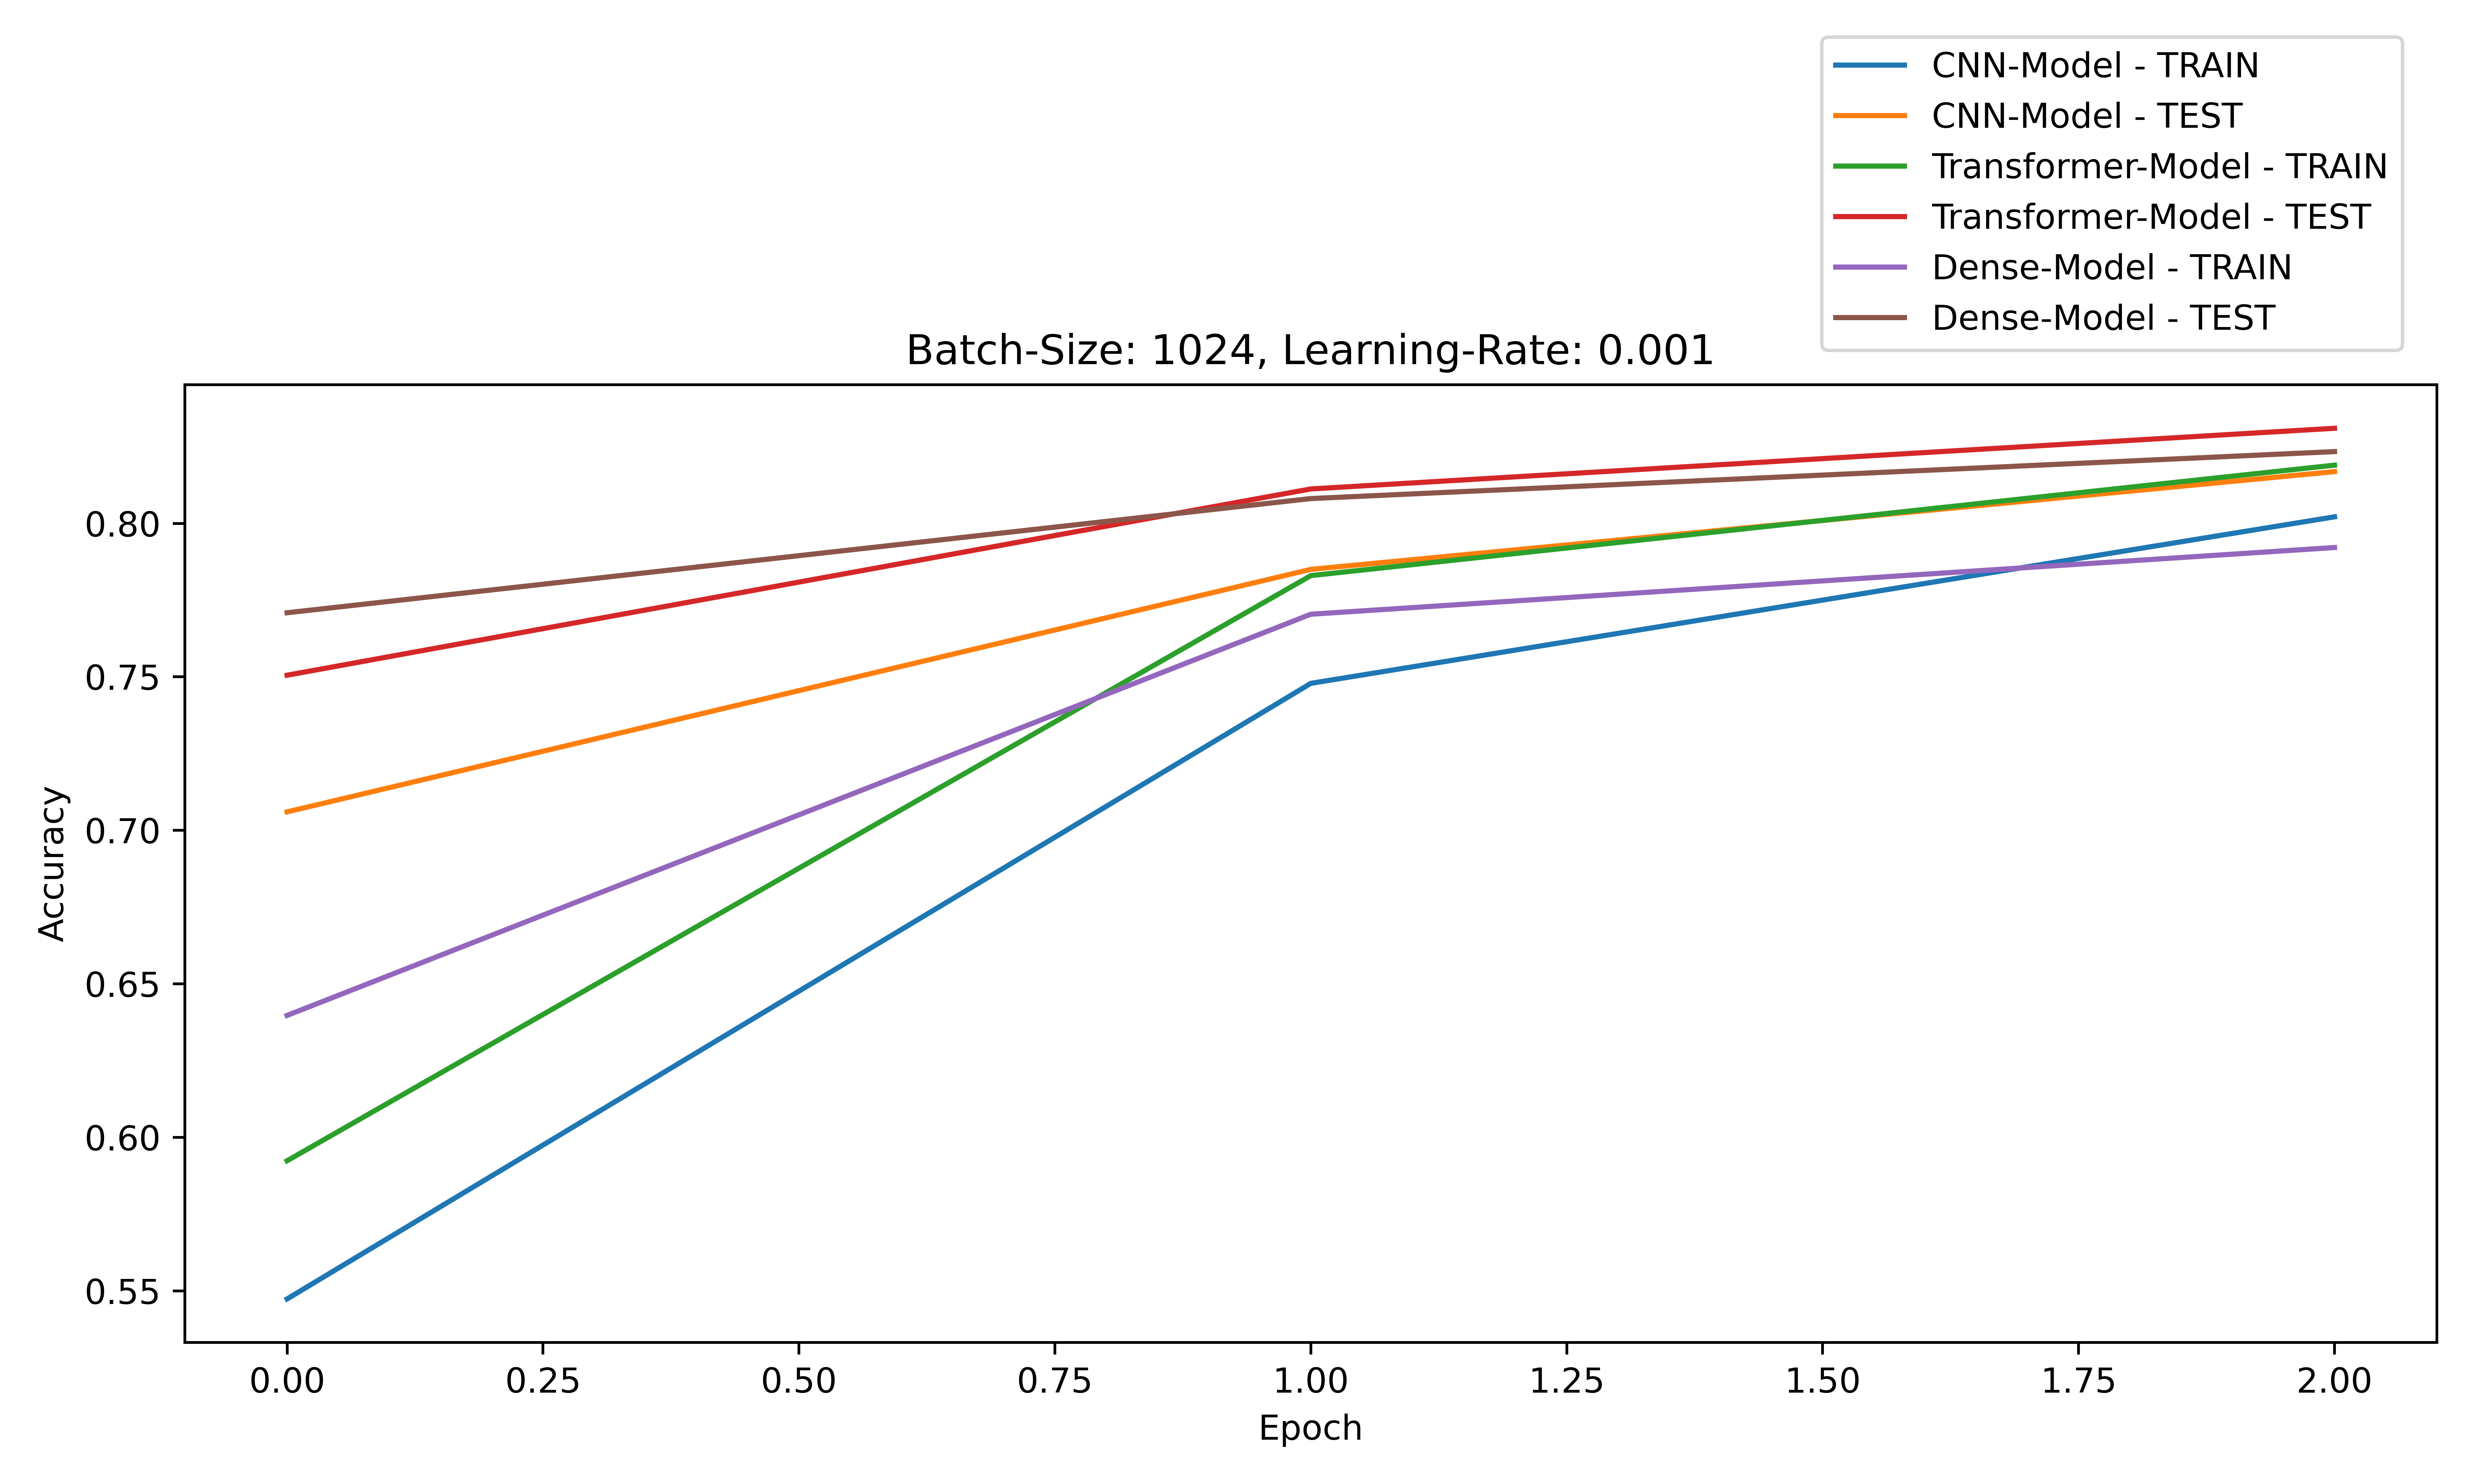 CNN-Model - TRAIN
CNN-Model - TEST
Transformer-Model - TRAIN
Transformer-Model - TEST
Dense-Model - TRAIN
Dense-Model - TEST
Batch-Size: 1024, Learning-Rate: 0.001
Accuracy
0.80
0.75
0.70
0.65
0.60
0.55
0.00 0.25 0.50 0.75 1.00 1.25 1.50 1.75 2.00
Epoch